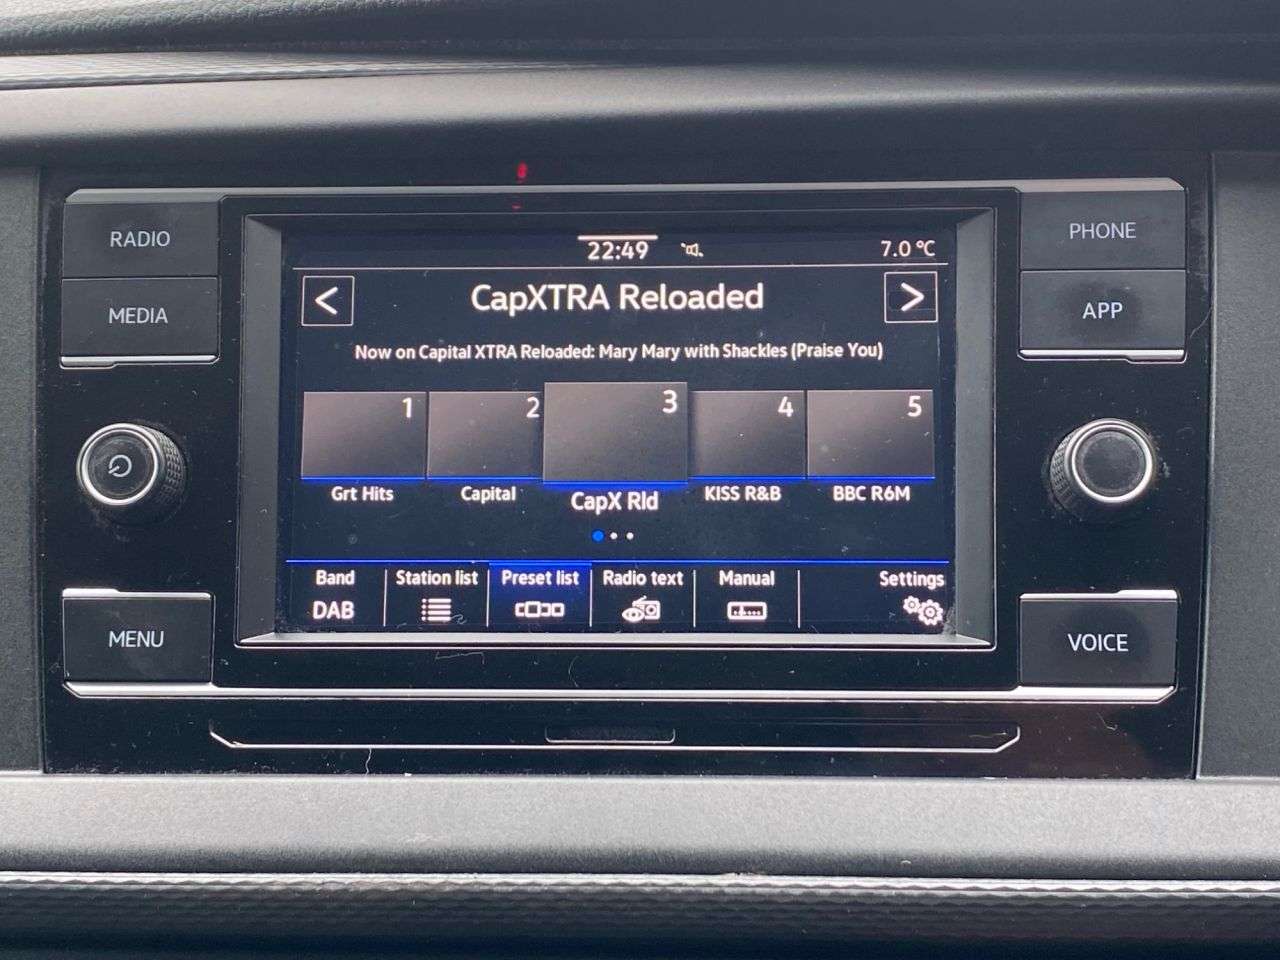 RADIO
MEDIA
MENU
22:49
7.0 °C
<
CapXTRA Reloaded
>
Now on Capital XTRA Reloaded: Mary Mary with Shackles (Praise You)
1 2 3 4 5
Grt Hits Capital CapX Rld KISS R&B BBC R6M
Band Station list Preset list Radio text Manual Settings
DAB
PHONE
APP
VOICE